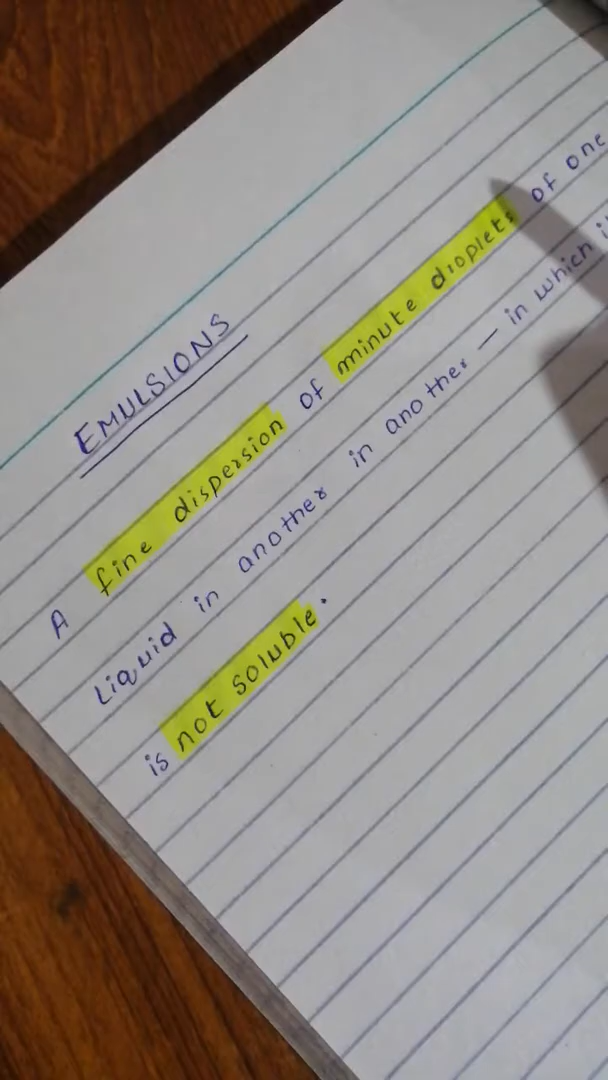 EMULSIONS
A fine dispersion of minute droplets of one
Liquid in another in another — in which
is not soluble.